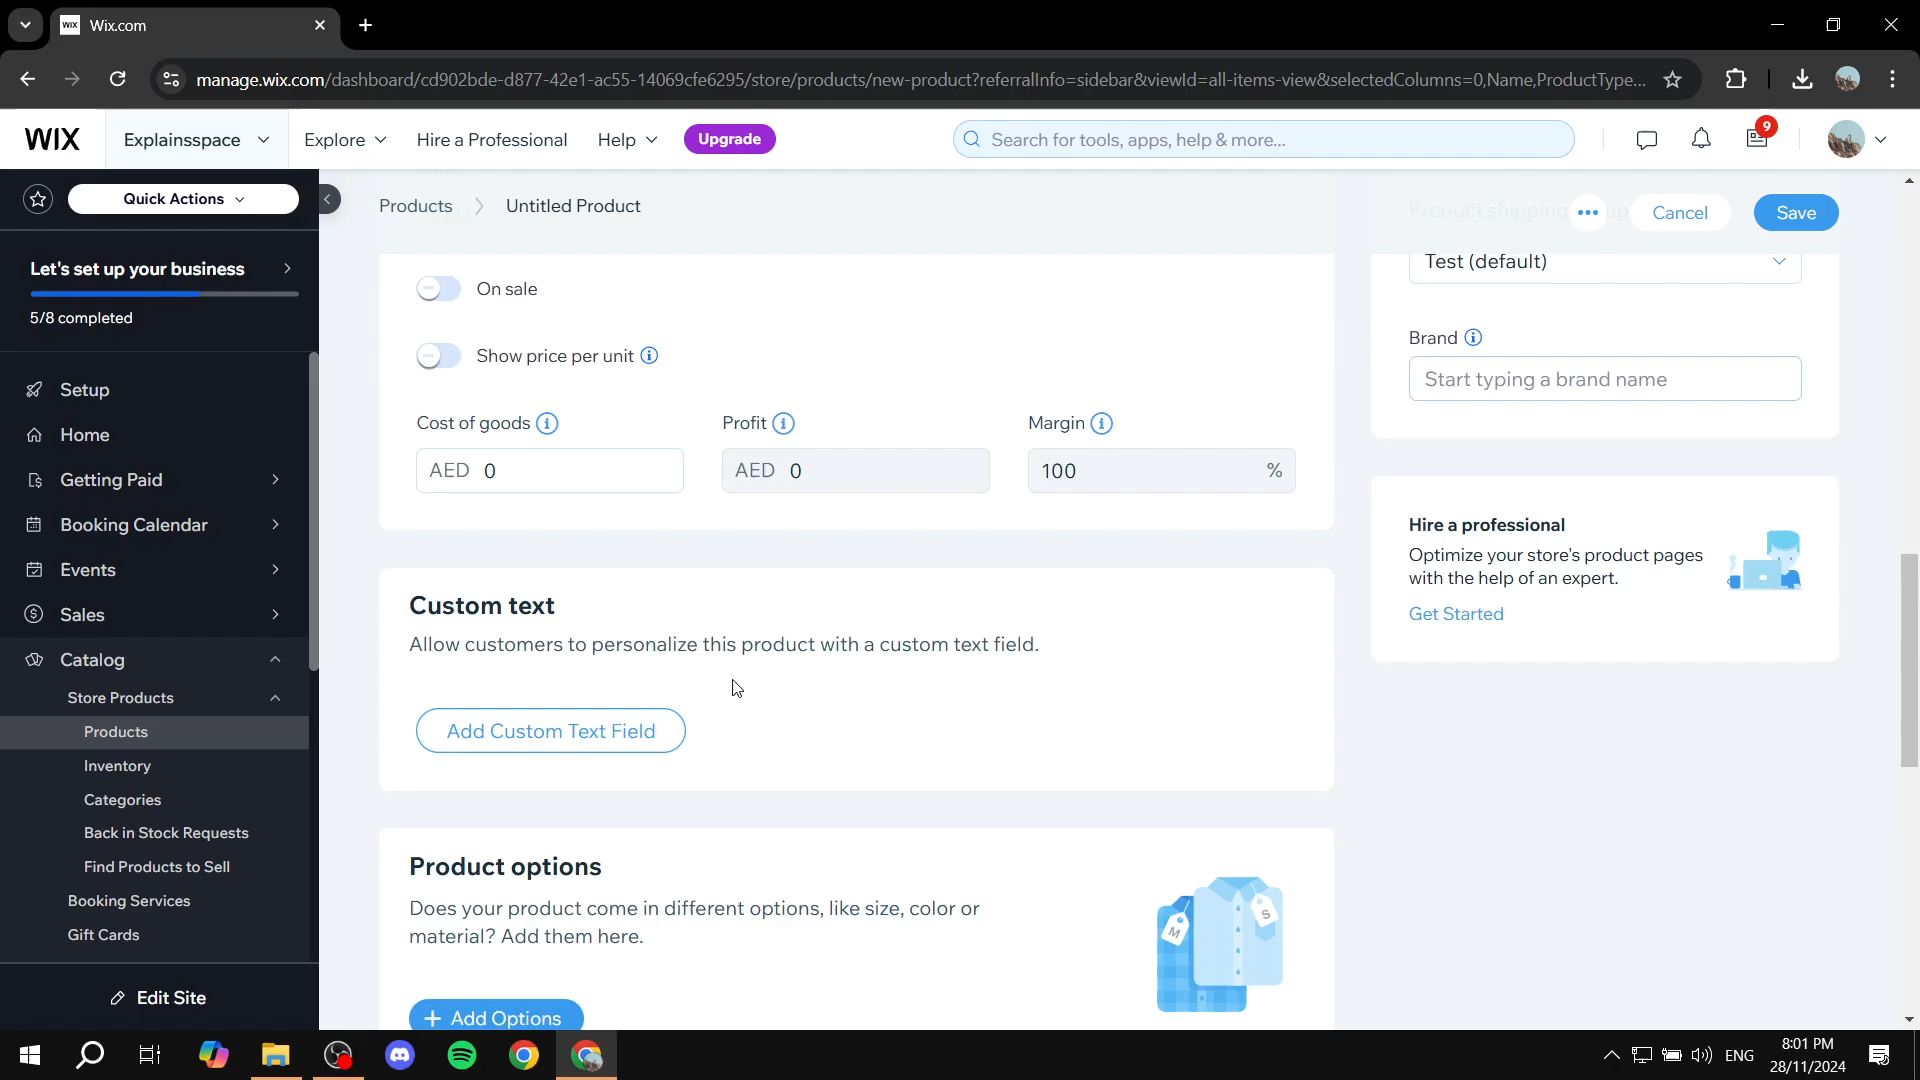 WIX
Wix.com
manage.wix.com/dashboard/cd902bde-d877-42e1-ac55-14069cfe6295/store/products/new-product?referralInfo=sidebar&viewId=all-items-view&selectedColumns=0,Name,ProductType...
WIX
Explainsspace
Explore
Hire a Professional
Help
Upgrade
Search for tools, apps, help & more...
9
Quick Actions
Let's set up your business
5/8 completed
Setup
Home
Getting Paid
Booking Calendar
Events
Sales
Catalog
Store Products
Products
Inventory
Categories
Back in Stock Requests
Find Products to Sell
Booking Services
Gift Cards
Edit Site
Products
Untitled Product
Product shipping
Cancel
Save
On sale
Show price per unit
Cost of goods
Profit
Margin
AED 0
AED 0
100 %
Custom text
Allow customers to personalize this product with a custom text field.
Add Custom Text Field
Product options
Does your product come in different options, like size, color or
material? Add them here.
M
S
+ Add Options
Test (default)
Brand
Start typing a brand name
Hire a professional
Optimize your store's product pages
with the help of an expert.
Get Started
ENG
8:01 PM
28/11/2024